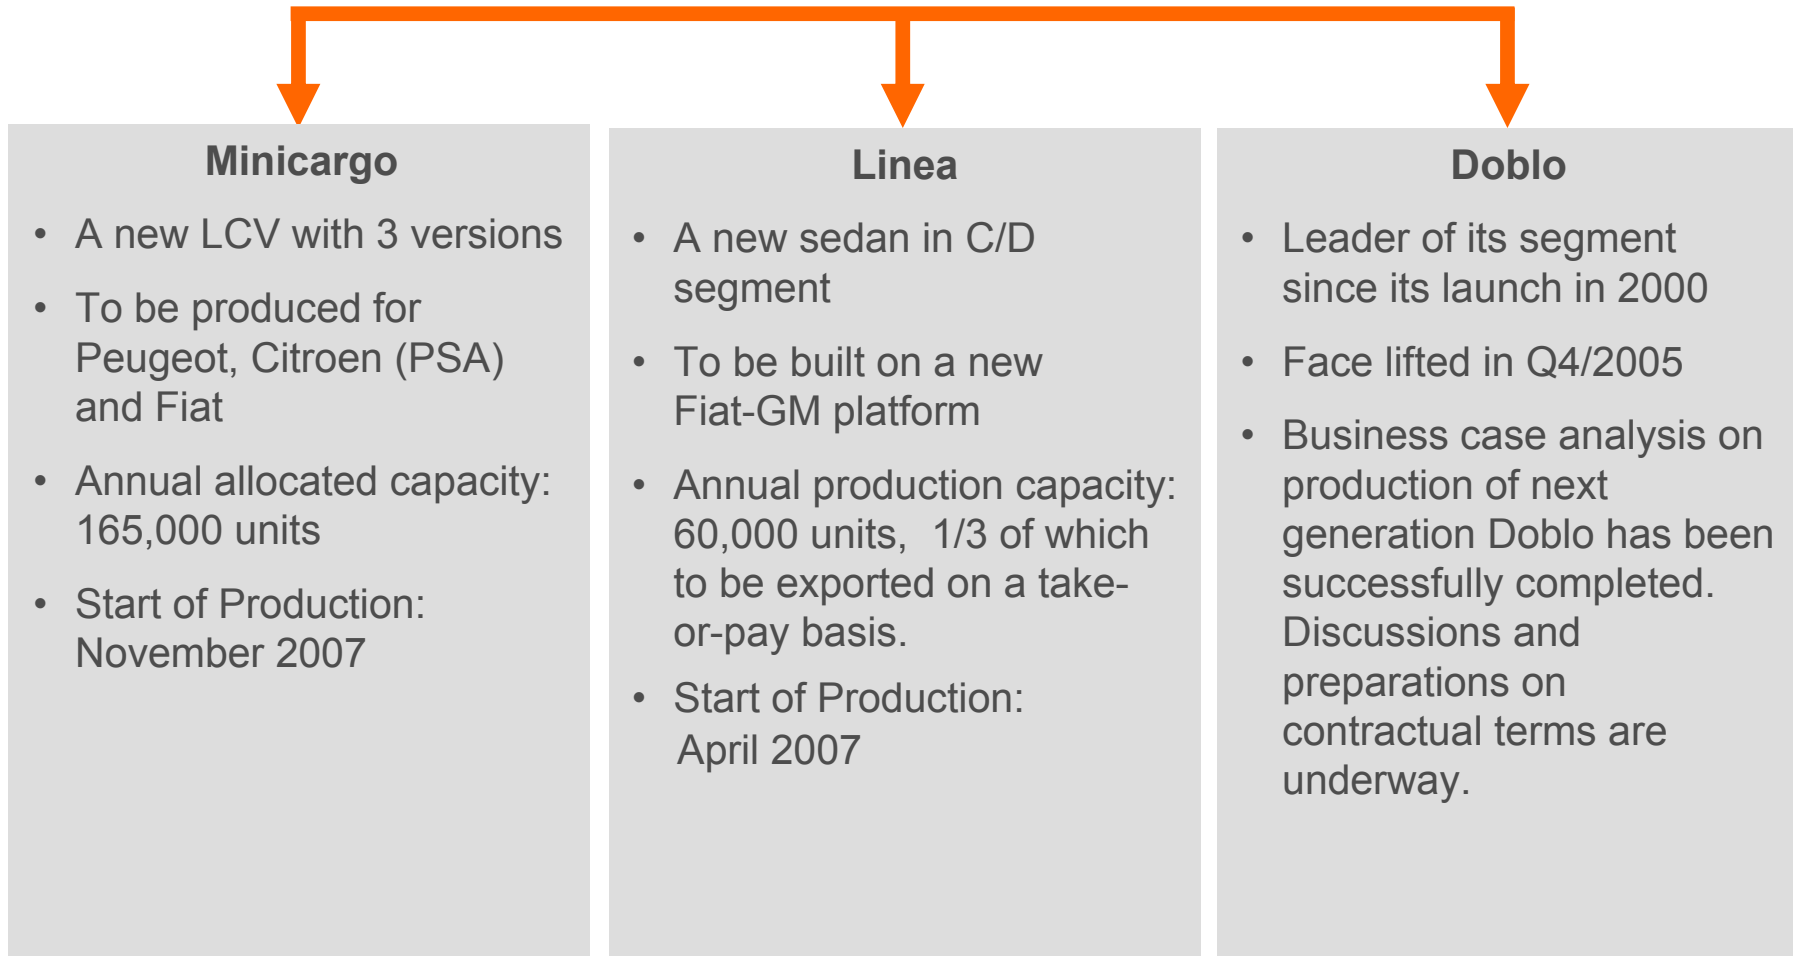 Minicargo
• A new LCV with 3 versions
• To be produced for
Peugeot, Citroen (PSA)
and Fiat
• Annual allocated capacity:
165,000 units
• Start of Production:
November 2007
Linea
• A new sedan in C/D
segment
• To be built on a new
Fiat-GM platform
• Annual production capacity:
60,000 units,  1/3 of which
to be exported on a take-
or-pay basis.
• Start of Production:
April 2007
Doblo
• Leader of its segment
since its launch in 2000
• Face lifted in Q4/2005
• Business case analysis on
production of next
generation Doblo has been
successfully completed.
Discussions and
preparations on
contractual terms are
underway.